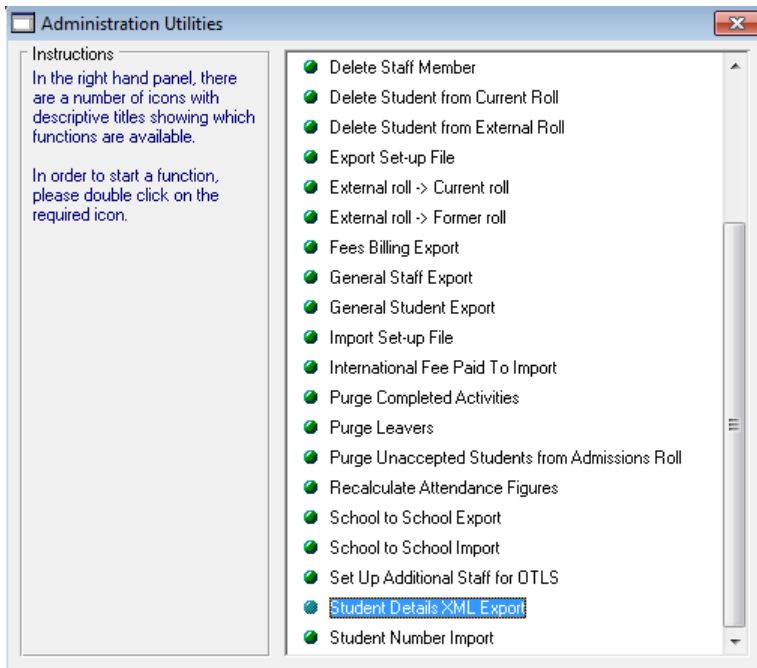 Administration Utilities
Instructions
In the right hand panel, there
are a number of icons with
descriptive titles showing which
functions are available.
In order to start a function,
please double click on the
required icon.
Delete Staff Member
Delete Student from Current Roll
Delete Student from External Roll
Export Set-up File
External roll -> Current roll
External roll -> Former roll
Fees Billing Export
General Staff Export
General Student Export
Import Set-up File
International Fee Paid To Import
Purge Completed Activities
Purge Leavers
Purge Unaccepted Students from Admissions Roll
Recalculate Attendance Figures
School to School Export
School to School Import
Set Up Additional Staff for OTLS
Student Details XML Export
Student Number Import